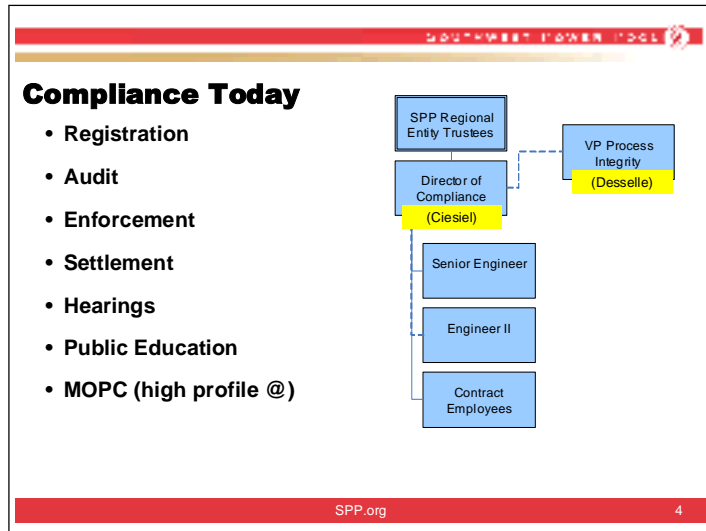 SOUTHWEST POWER POOL
Compliance Today
• Registration
• Audit
• Enforcement
• Settlement
• Hearings
• Public Education
• MOPC (high profile @)
SPP Regional
Entity Trustees
VP Process
Integrity
(Desselle)
Director of
Compliance
(Ciesiel)
Senior Engineer
Engineer II
Contract
Employees
SPP.org
4